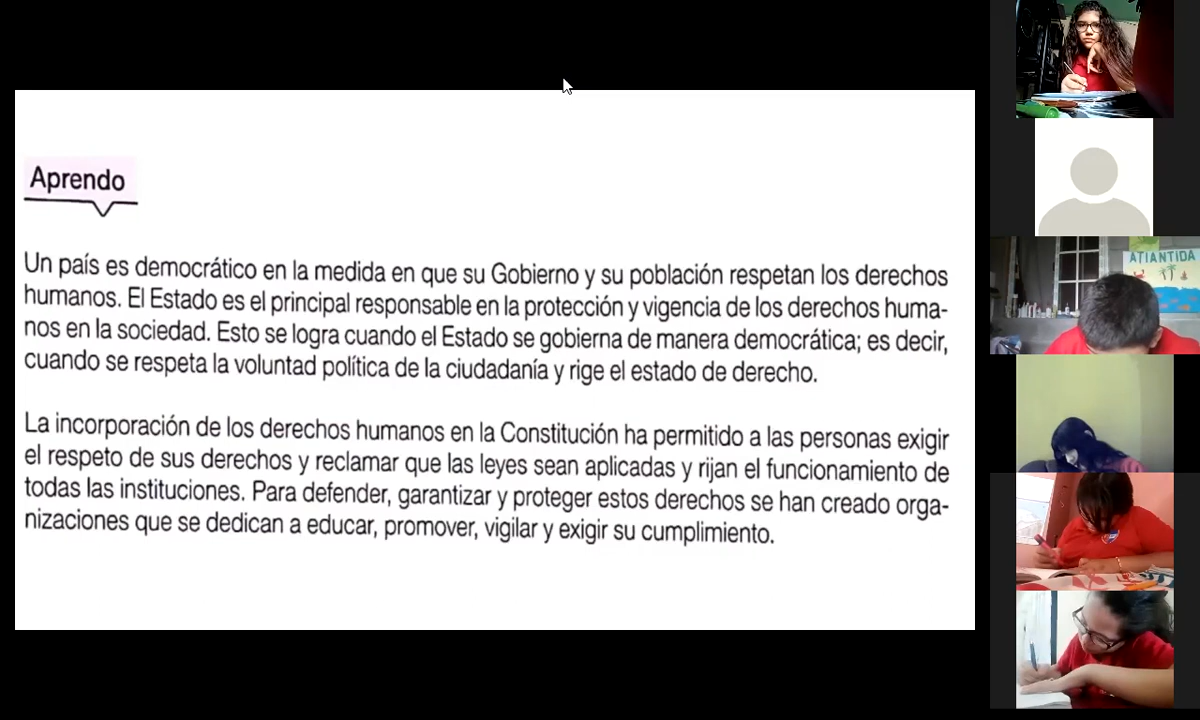 Aprendo
Un país es democrático en la medida en que su Gobierno y su población respetan los derechos
humanos. El Estado es el principal responsable en la protección y vigencia de los derechos huma-
nos en la sociedad. Esto se logra cuando el Estado se gobierna de manera democrática; es decir,
cuando se respeta la voluntad política de la ciudadanía y rige el estado de derecho.
La incorporación de los derechos humanos en la Constitución ha permitido a las personas exigir
el respeto de sus derechos y reclamar que las leyes sean aplicadas y rijan el funcionamiento de
todas las instituciones. Para defender, garantizar y proteger estos derechos se han creado orga-
nizaciones que se dedican a educar, promover, vigilar y exigir su cumplimiento.
ATLANTIDA